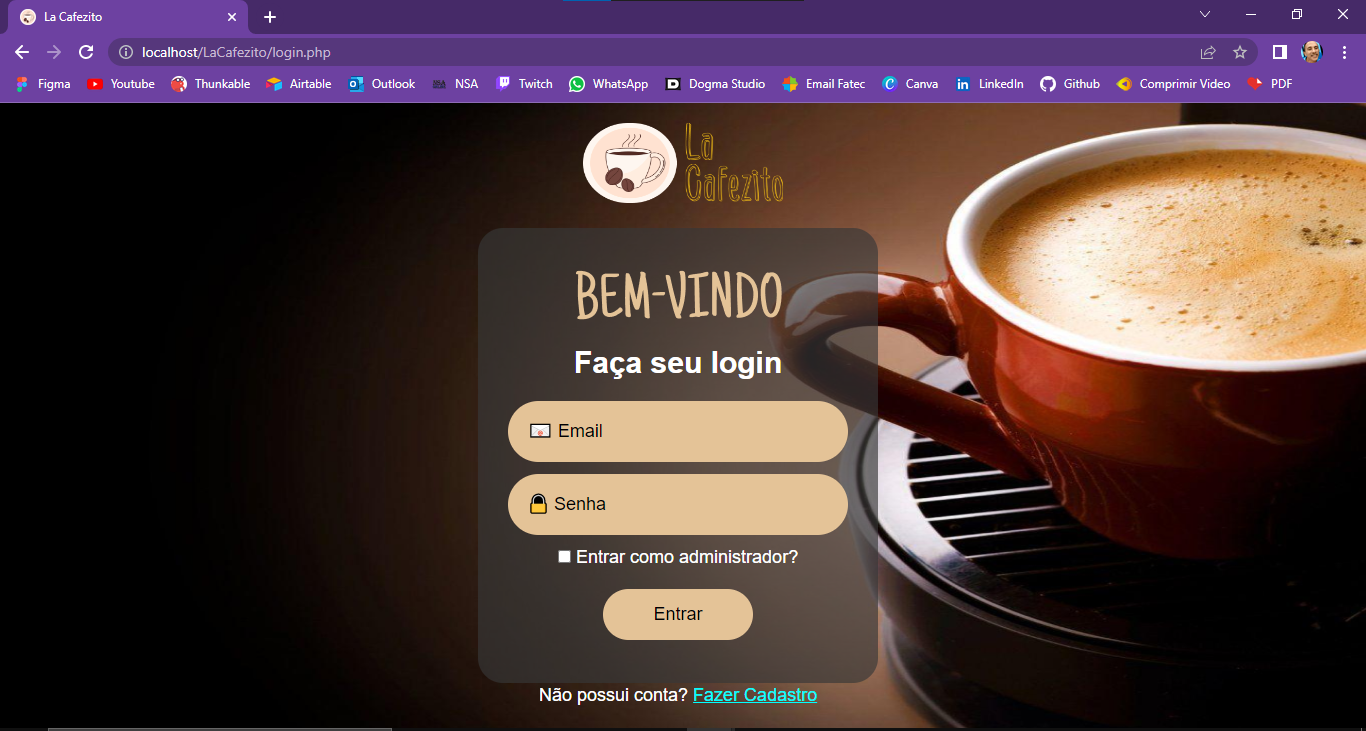 La Cafezito
localhost/LaCafezito/login.php
Figma Youtube Thunkable Airtable Outlook NSA Twitch WhatsApp Dogma Studio Email Fatec Canva LinkedIn Github Comprimir Video PDF
La
Cafezito
BEM-VINDO
Faça seu login
Email
Senha
Entrar como administrador?
Entrar
Não possui conta? Fazer Cadastro